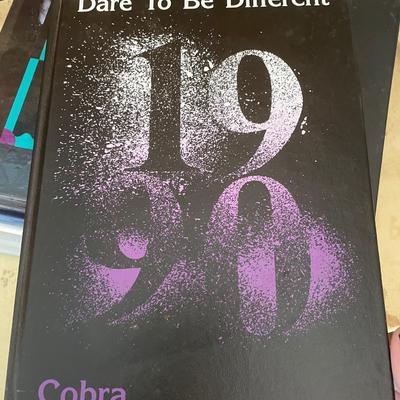 Dare To Be Different
19
90
Cobra